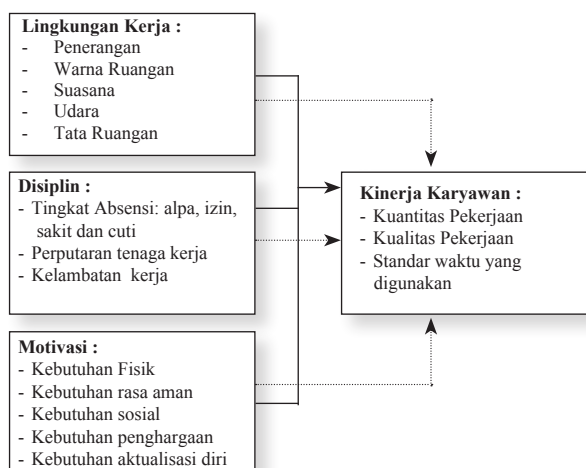 Lingkungan Kerja :
- Penerangan
- Warna Ruangan
- Suasana
- Udara
- Tata Ruangan
Disiplin :
- Tingkat Absensi: alpa, izin,
sakit dan cuti
- Perputaran tenaga kerja
- Kelambatan kerja
Motivasi :
- Kebutuhan Fisik
- Kebutuhan rasa aman
- Kebutuhan sosial
- Kebutuhan penghargaan
- Kebutuhan aktualisasi diri
Kinerja Karyawan :
- Kuantitas Pekerjaan
- Kualitas Pekerjaan
- Standar waktu yang
digunakan